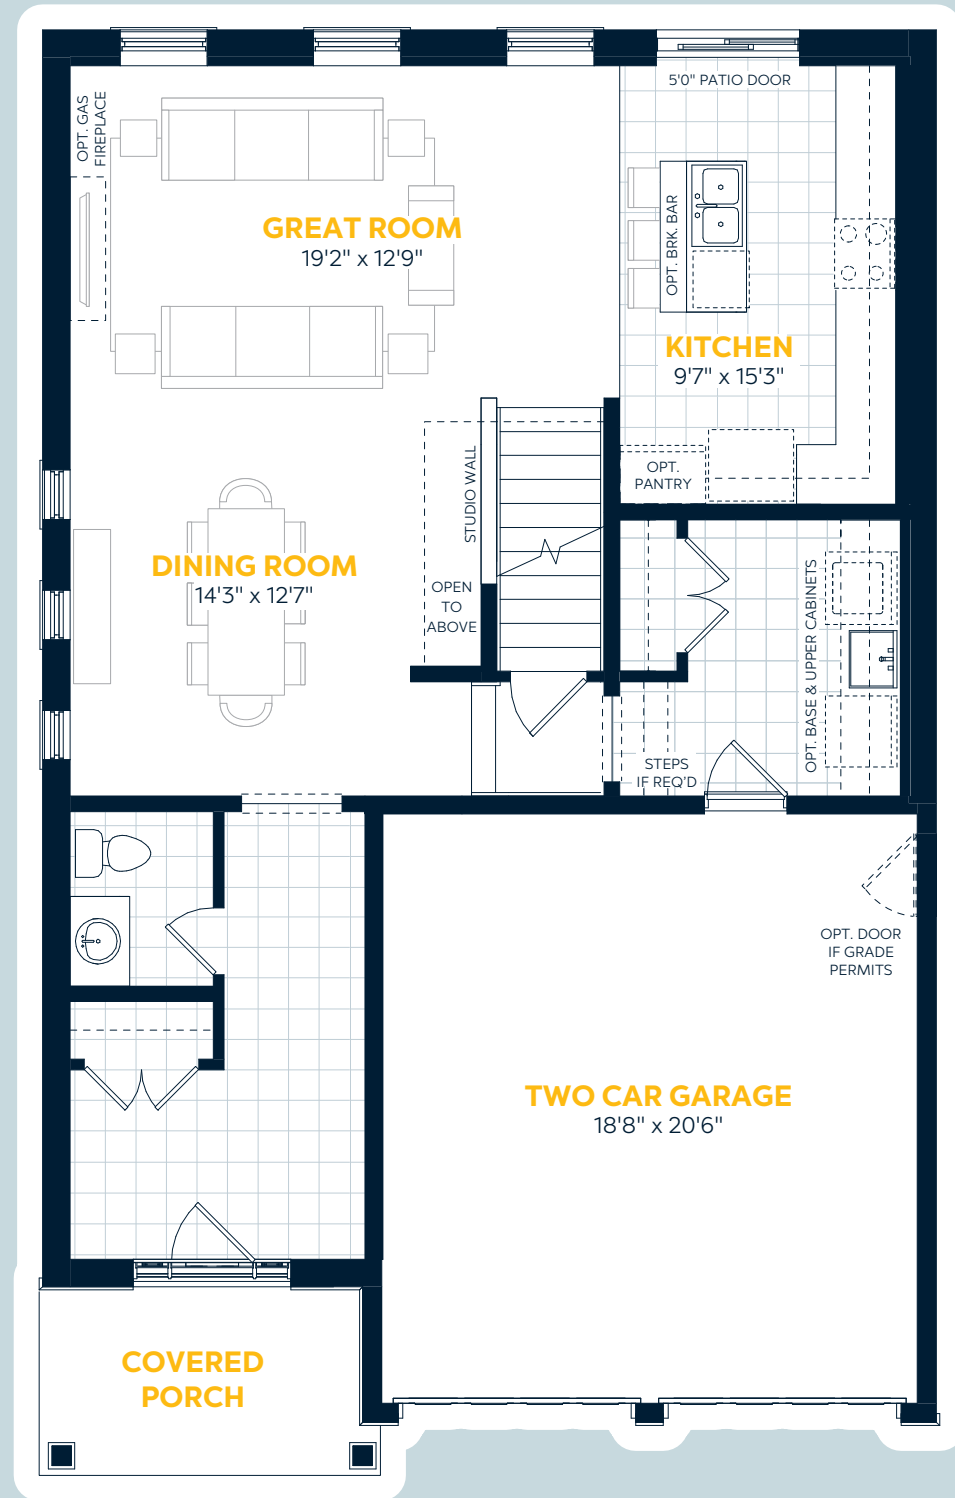 5'0" PATIO DOOR
OPT. GAS
FIREPLACE
GREAT ROOM
19'2" x 12'9"
OPT. BRK. BAR
KITCHEN
9'7" x 15'3"
OPT.
PANTRY
STUDIO WALL
DINING ROOM
14'3" x 12'7"
OPEN
TO
ABOVE
OPT. BASE & UPPER CABINETS
STEPS
IF REQ'D
OPT. DOOR
IF GRADE
PERMITS
TWO CAR GARAGE
18'8" x 20'6"
COVERED
PORCH